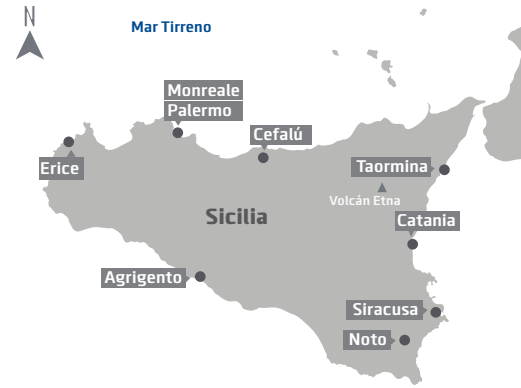 N
Mar Tirreno
Monreale
Palermo
Cefalú
Erice
Taormina
Volcán Etna
Catania
Sicilia
Agrigento
Siracusa
Noto